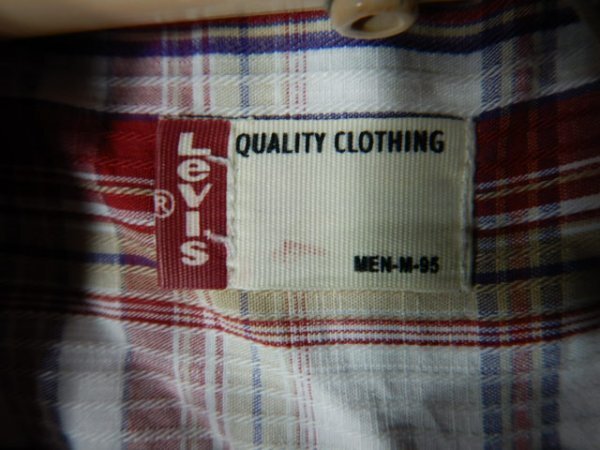 Levi's
®
QUALITY CLOTHING
MEN-M-95